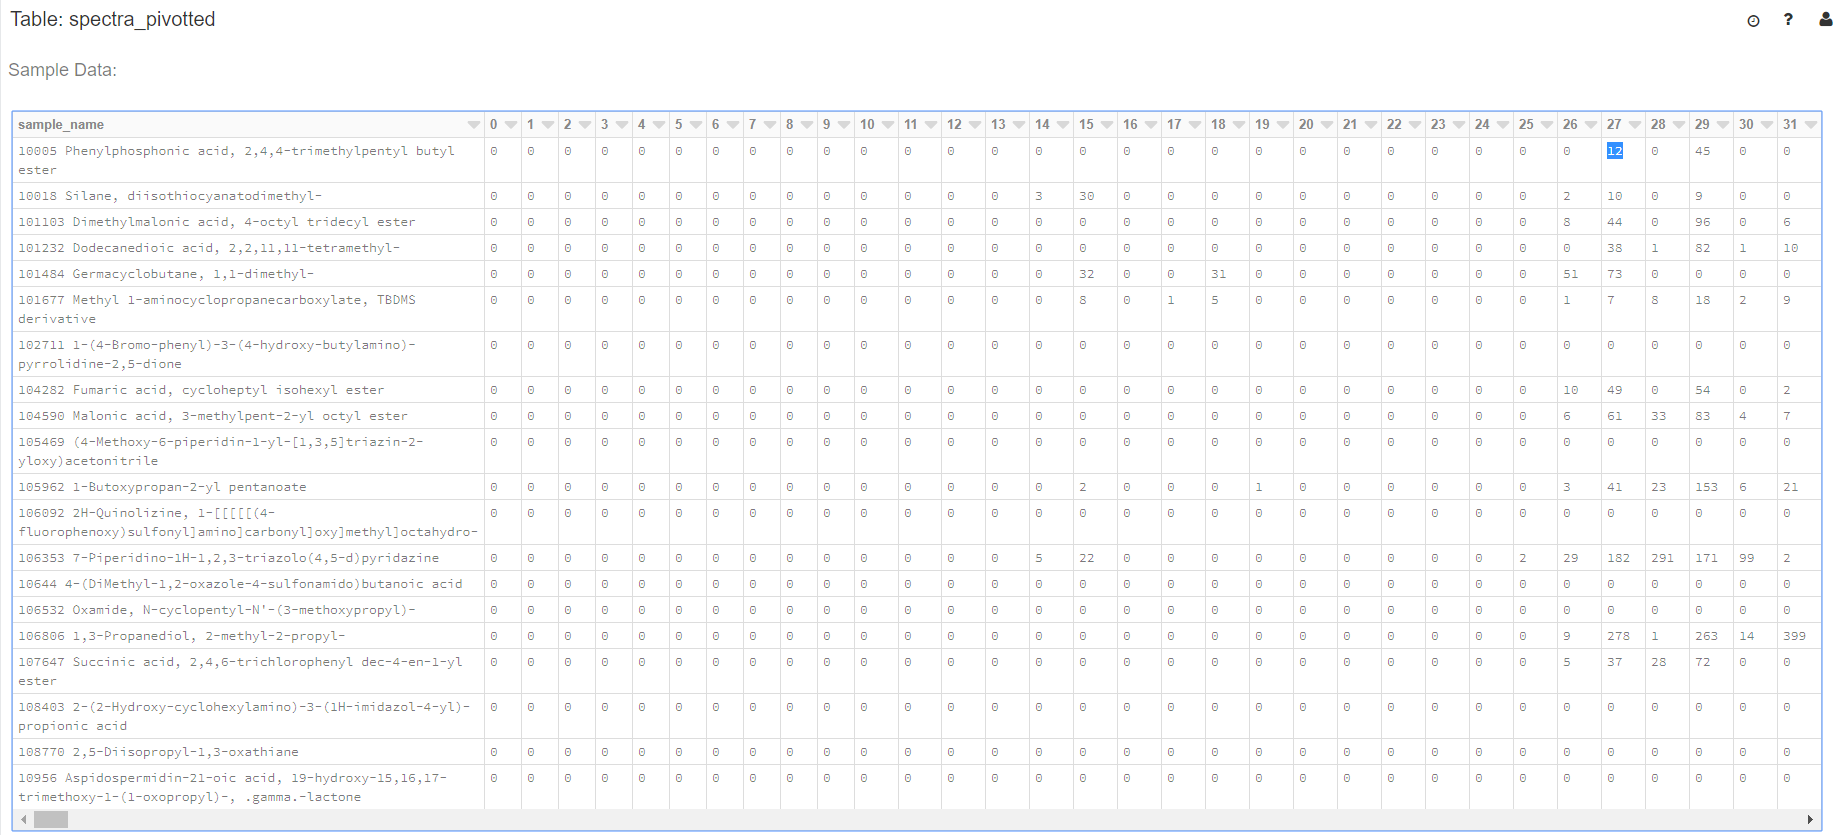 Table: spectra_pivotted
?
Sample Data:
sample_name 0 1 2 3 4 5 6 7 8 9 10 11 12 13 14 15 16 17 18 19 20 21 22 23 24 25 26 27 28 29 30 31
10005 Phenylphosphonic acid, 2,4,4-trimethylpentyl butyl 0 0 0 0 0 0 0 0 0 0 0 0 0 0 0 0 0 0 0 0 0 0 0 0 0 0 0 12 0 45 0 0
ester
10018 Silane, diisothiocyanatodimethyl- 0 0 0 0 0 0 0 0 0 0 0 0 0 0 3 30 0 0 0 0 0 0 0 0 0 0 2 10 0 9 0 0
101103 Dimethylmalonic acid, 4-octyl tridecyl ester 0 0 0 0 0 0 0 0 0 0 0 0 0 0 0 0 0 0 0 0 0 0 0 0 0 0 8 44 0 96 0 6
101232 Dodecanedioic acid, 2,2,11,11-tetramethyl- 0 0 0 0 0 0 0 0 0 0 0 0 0 0 0 0 0 0 0 0 0 0 0 0 0 0 0 38 1 82 1 10
101484 Germacyclobutane, 1,1-dimethyl- 0 0 0 0 0 0 0 0 0 0 0 0 0 0 0 32 0 0 31 0 0 0 0 0 0 0 51 73 0 0 0 0
101677 Methyl 1-aminocyclopropanecarboxylate, TBDMS 0 0 0 0 0 0 0 0 0 0 0 0 0 0 0 8 0 1 5 0 0 0 0 0 0 0 1 7 8 18 2 9
derivative
102711 1-(4-Bromo-phenyl)-3-(4-hydroxy-butylamino)- 0 0 0 0 0 0 0 0 0 0 0 0 0 0 0 0 0 0 0 0 0 0 0 0 0 0 0 0 0 0 0 0
pyrrolidine-2,5-dione
104282 Fumaric acid, cycloheptyl isohexyl ester 0 0 0 0 0 0 0 0 0 0 0 0 0 0 0 0 0 0 0 0 0 0 0 0 0 0 10 49 0 54 0 2
104590 Malonic acid, 3-methylpent-2-yl octyl ester 0 0 0 0 0 0 0 0 0 0 0 0 0 0 0 0 0 0 0 0 0 0 0 0 0 0 6 61 33 83 4 7
105469 (4-Methoxy-6-piperidin-1-yl-[1,3,5]triazin-2- 0 0 0 0 0 0 0 0 0 0 0 0 0 0 0 0 0 0 0 0 0 0 0 0 0 0 0 0 0 0 0 0
yloxy)acetonitrile
105962 1-Butoxypropan-2-yl pentanoate 0 0 0 0 0 0 0 0 0 0 0 0 0 0 0 2 0 0 0 1 0 0 0 0 0 0 3 41 23 153 6 21
106092 2H-Quinolizine, 1-[[[[[(4- 0 0 0 0 0 0 0 0 0 0 0 0 0 0 0 0 0 0 0 0 0 0 0 0 0 0 0 0 0 0 0 0
fluorophenoxy)sulfonyl]amino]carbonyl]oxy]methyl]octahydro-
106353 7-Piperidino-1H-1,2,3-triazolo(4,5-d)pyridazine 0 0 0 0 0 0 0 0 0 0 0 0 0 0 5 22 0 0 0 0 0 0 0 0 0 2 29 182 291 171 99 2
10644 4-(DiMethyl-1,2-oxazole-4-sulfonamido)butanoic acid 0 0 0 0 0 0 0 0 0 0 0 0 0 0 0 0 0 0 0 0 0 0 0 0 0 0 0 0 0 0 0 0
106532 Oxamide, N-cyclopentyl-N'-(3-methoxypropyl)- 0 0 0 0 0 0 0 0 0 0 0 0 0 0 0 0 0 0 0 0 0 0 0 0 0 0 0 0 0 0 0 0
106806 1,3-Propanediol, 2-methyl-2-propyl- 0 0 0 0 0 0 0 0 0 0 0 0 0 0 0 0 0 0 0 0 0 0 0 0 0 0 9 278 1 263 14 399
107647 Succinic acid, 2,4,6-trichlorophenyl dec-4-en-1-yl 0 0 0 0 0 0 0 0 0 0 0 0 0 0 0 0 0 0 0 0 0 0 0 0 0 0 5 37 28 72 0 0
ester
108403 2-(2-Hydroxy-cyclohexylamino)-3-(1H-imidazol-4-yl)- 0 0 0 0 0 0 0 0 0 0 0 0 0 0 0 0 0 0 0 0 0 0 0 0 0 0 0 0 0 0 0 0
propionic acid
108770 2,5-Diisopropyl-1,3-oxathiane 0 0 0 0 0 0 0 0 0 0 0 0 0 0 0 0 0 0 0 0 0 0 0 0 0 0 0 0 0 0 0 0
10956 Aspidospermidin-21-oic acid, 19-hydroxy-15,16,17- 0 0 0 0 0 0 0 0 0 0 0 0 0 0 0 0 0 0 0 0 0 0 0 0 0 0 0 0 0 0 0 0
trimethoxy-1-(1-oxopropyl)-, .gamma.-lactone